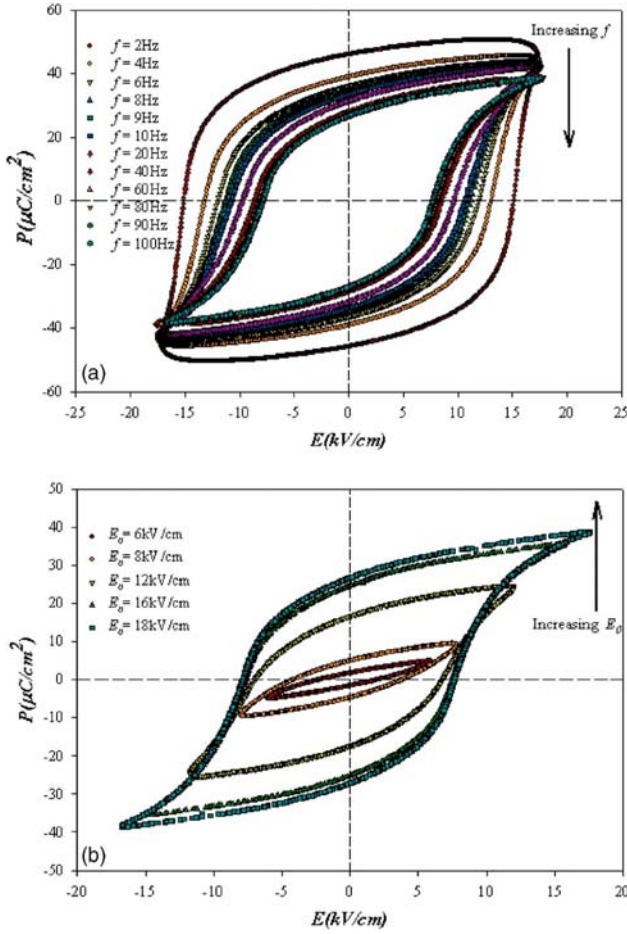 60
40
20
0
-20
-40
-60
P(μC/cm²)
f = 2Hz
f = 4Hz
f = 6Hz
f = 8Hz
f = 9Hz
f = 10Hz
f = 20Hz
f = 40Hz
f = 60Hz
f = 80Hz
f = 90Hz
f = 100Hz
Increasing f
(a)
-25 -20 -15 -10 -5 0 5 10 15 20 25
E(kV/cm)
50
40
30
20
10
0
-10
-20
-30
-40
-50
P(μC/cm²)
E₀= 6kV/cm
E₀= 8kV/cm
E₀= 12kV/cm
E₀= 16kV/cm
E₀= 18kV/cm
Increasing E₀
(b)
-20 -15 -10 -5 0 5 10 15 20
E(kV/cm)